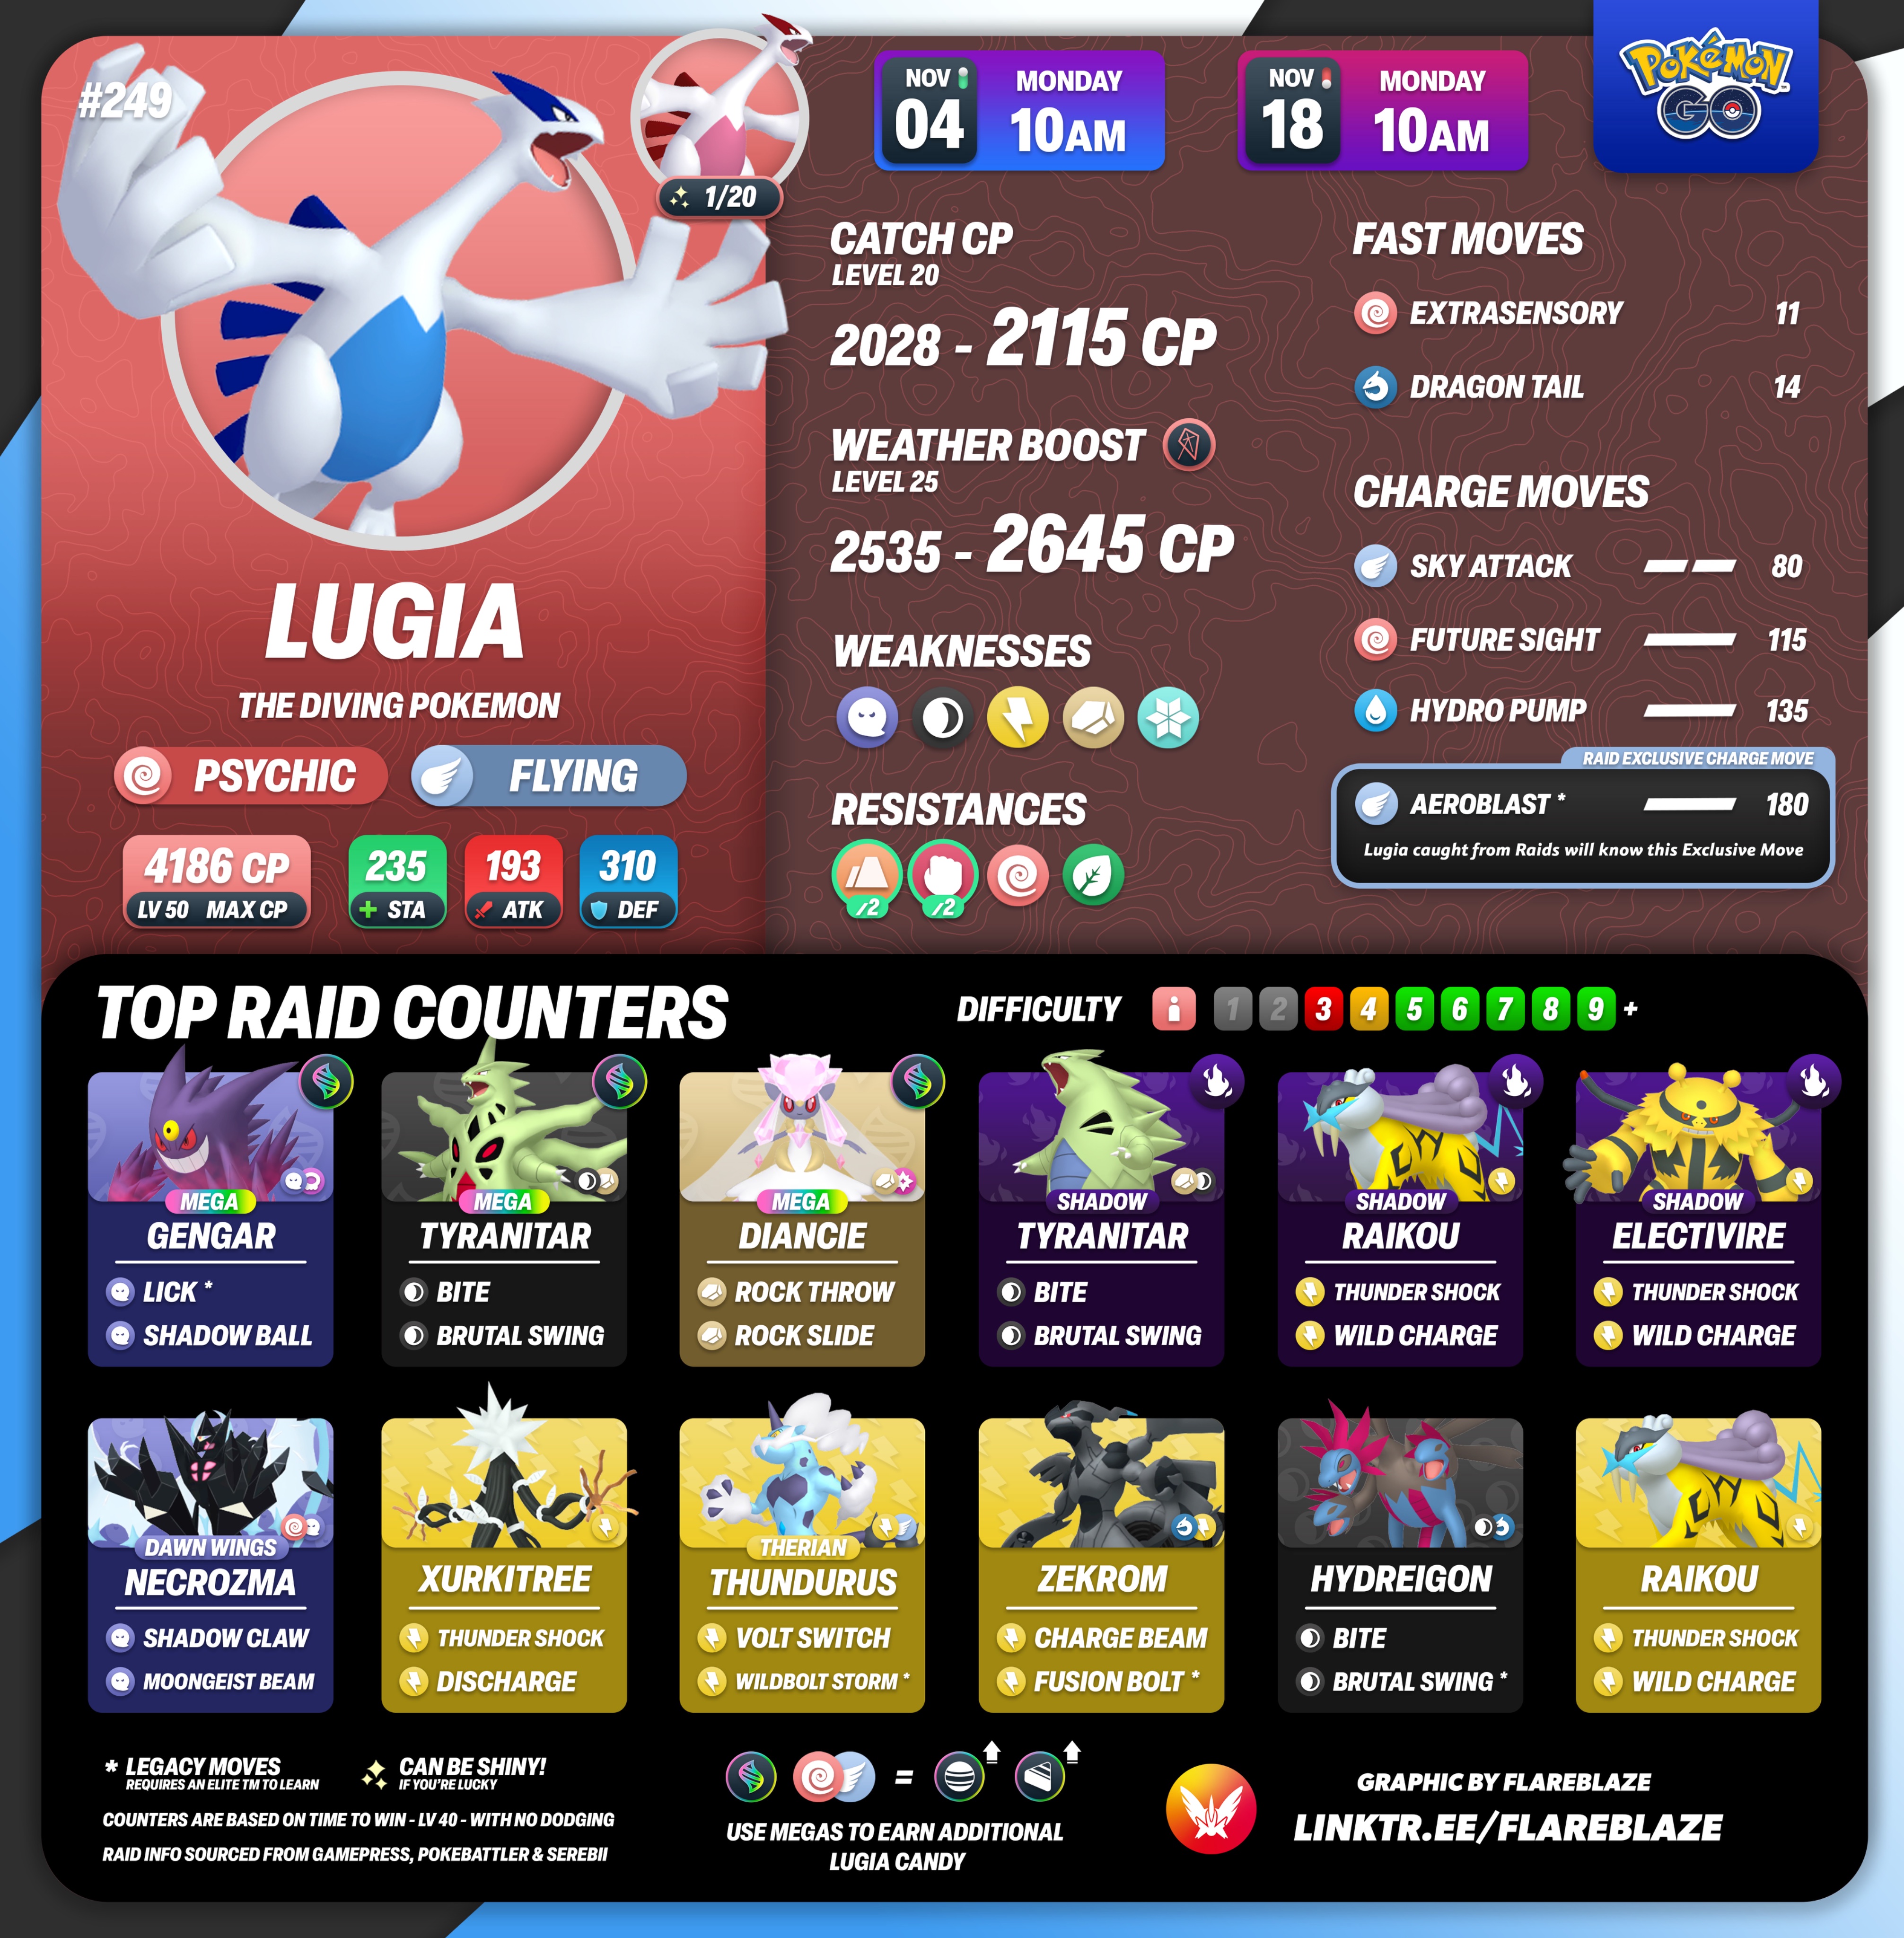 #249
1/20
NOV
04
MONDAY
10AM
NOV
18
MONDAY
10AM
POKéMON
GO
LUGIA
THE DIVING POKEMON
PSYCHIC
FLYING
4186 CP
LV 50 MAX CP
235
STA
193
ATK
310
DEF
CATCH CP
LEVEL 20
2028 - 2115 CP
WEATHER BOOST
LEVEL 25
2535 - 2645 CP
WEAKNESSES
RESISTANCES
/2
/2
FAST MOVES
EXTRASENSORY 11
DRAGON TAIL 14
CHARGE MOVES
SKY ATTACK 80
FUTURE SIGHT 115
HYDRO PUMP 135
RAID EXCLUSIVE CHARGE MOVE
AEROBLAST * 180
Lugia caught from Raids will know this Exclusive Move
TOP RAID COUNTERS
DIFFICULTY 1 2 3 4 5 6 7 8 9 +
MEGA
GENGAR
LICK *
SHADOW BALL
MEGA
TYRANITAR
BITE
BRUTAL SWING
MEGA
DIANCIE
ROCK THROW
ROCK SLIDE
SHADOW
TYRANITAR
BITE
BRUTAL SWING
SHADOW
RAIKOU
THUNDER SHOCK
WILD CHARGE
SHADOW
ELECTIVIRE
THUNDER SHOCK
WILD CHARGE
DAWN WINGS
NECROZMA
SHADOW CLAW
MOONGEIST BEAM
XURKITREE
THUNDER SHOCK
DISCHARGE
THERIAN
THUNDURUS
VOLT SWITCH
WILDBOLT STORM *
ZEKROM
CHARGE BEAM
FUSION BOLT *
HYDREIGON
BITE
BRUTAL SWING *
RAIKOU
THUNDER SHOCK
WILD CHARGE
* LEGACY MOVES
REQUIRES AN ELITE TM TO LEARN
CAN BE SHINY!
IF YOU'RE LUCKY
COUNTERS ARE BASED ON TIME TO WIN - LV 40 - WITH NO DODGING
RAID INFO SOURCED FROM GAMEPRESS, POKEBATTLER & SEREBII
=
USE MEGAS TO EARN ADDITIONAL
LUGIA CANDY
GRAPHIC BY FLAREBLAZE
LINKTR.EE/FLAREBLAZE